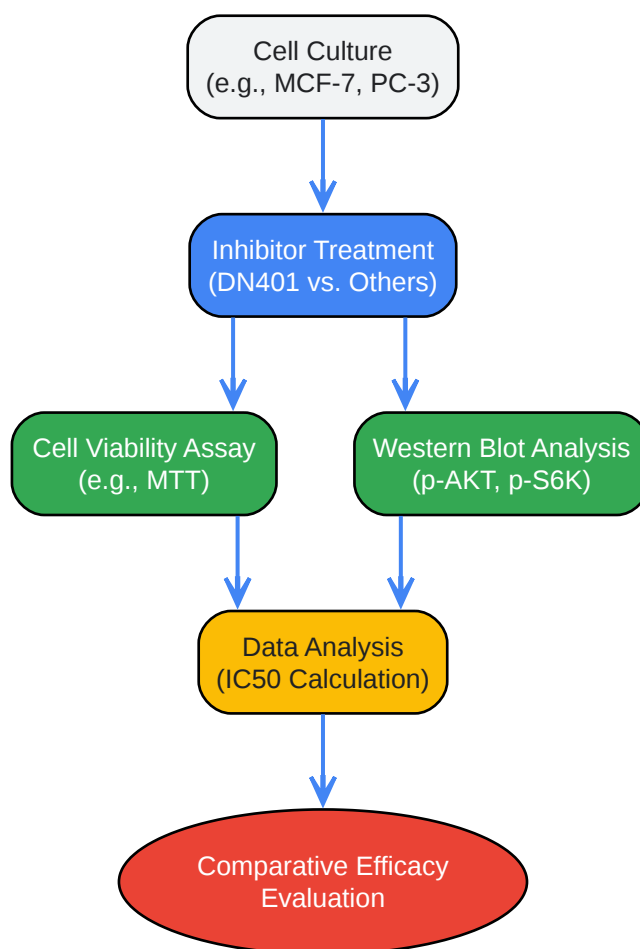 Cell Culture
(e.g., MCF-7, PC-3)
Inhibitor Treatment
(DN401 vs. Others)
Cell Viability Assay
(e.g., MTT)
Western Blot Analysis
(p-AKT, p-S6K)
Data Analysis
(IC50 Calculation)
Comparative Efficacy
Evaluation